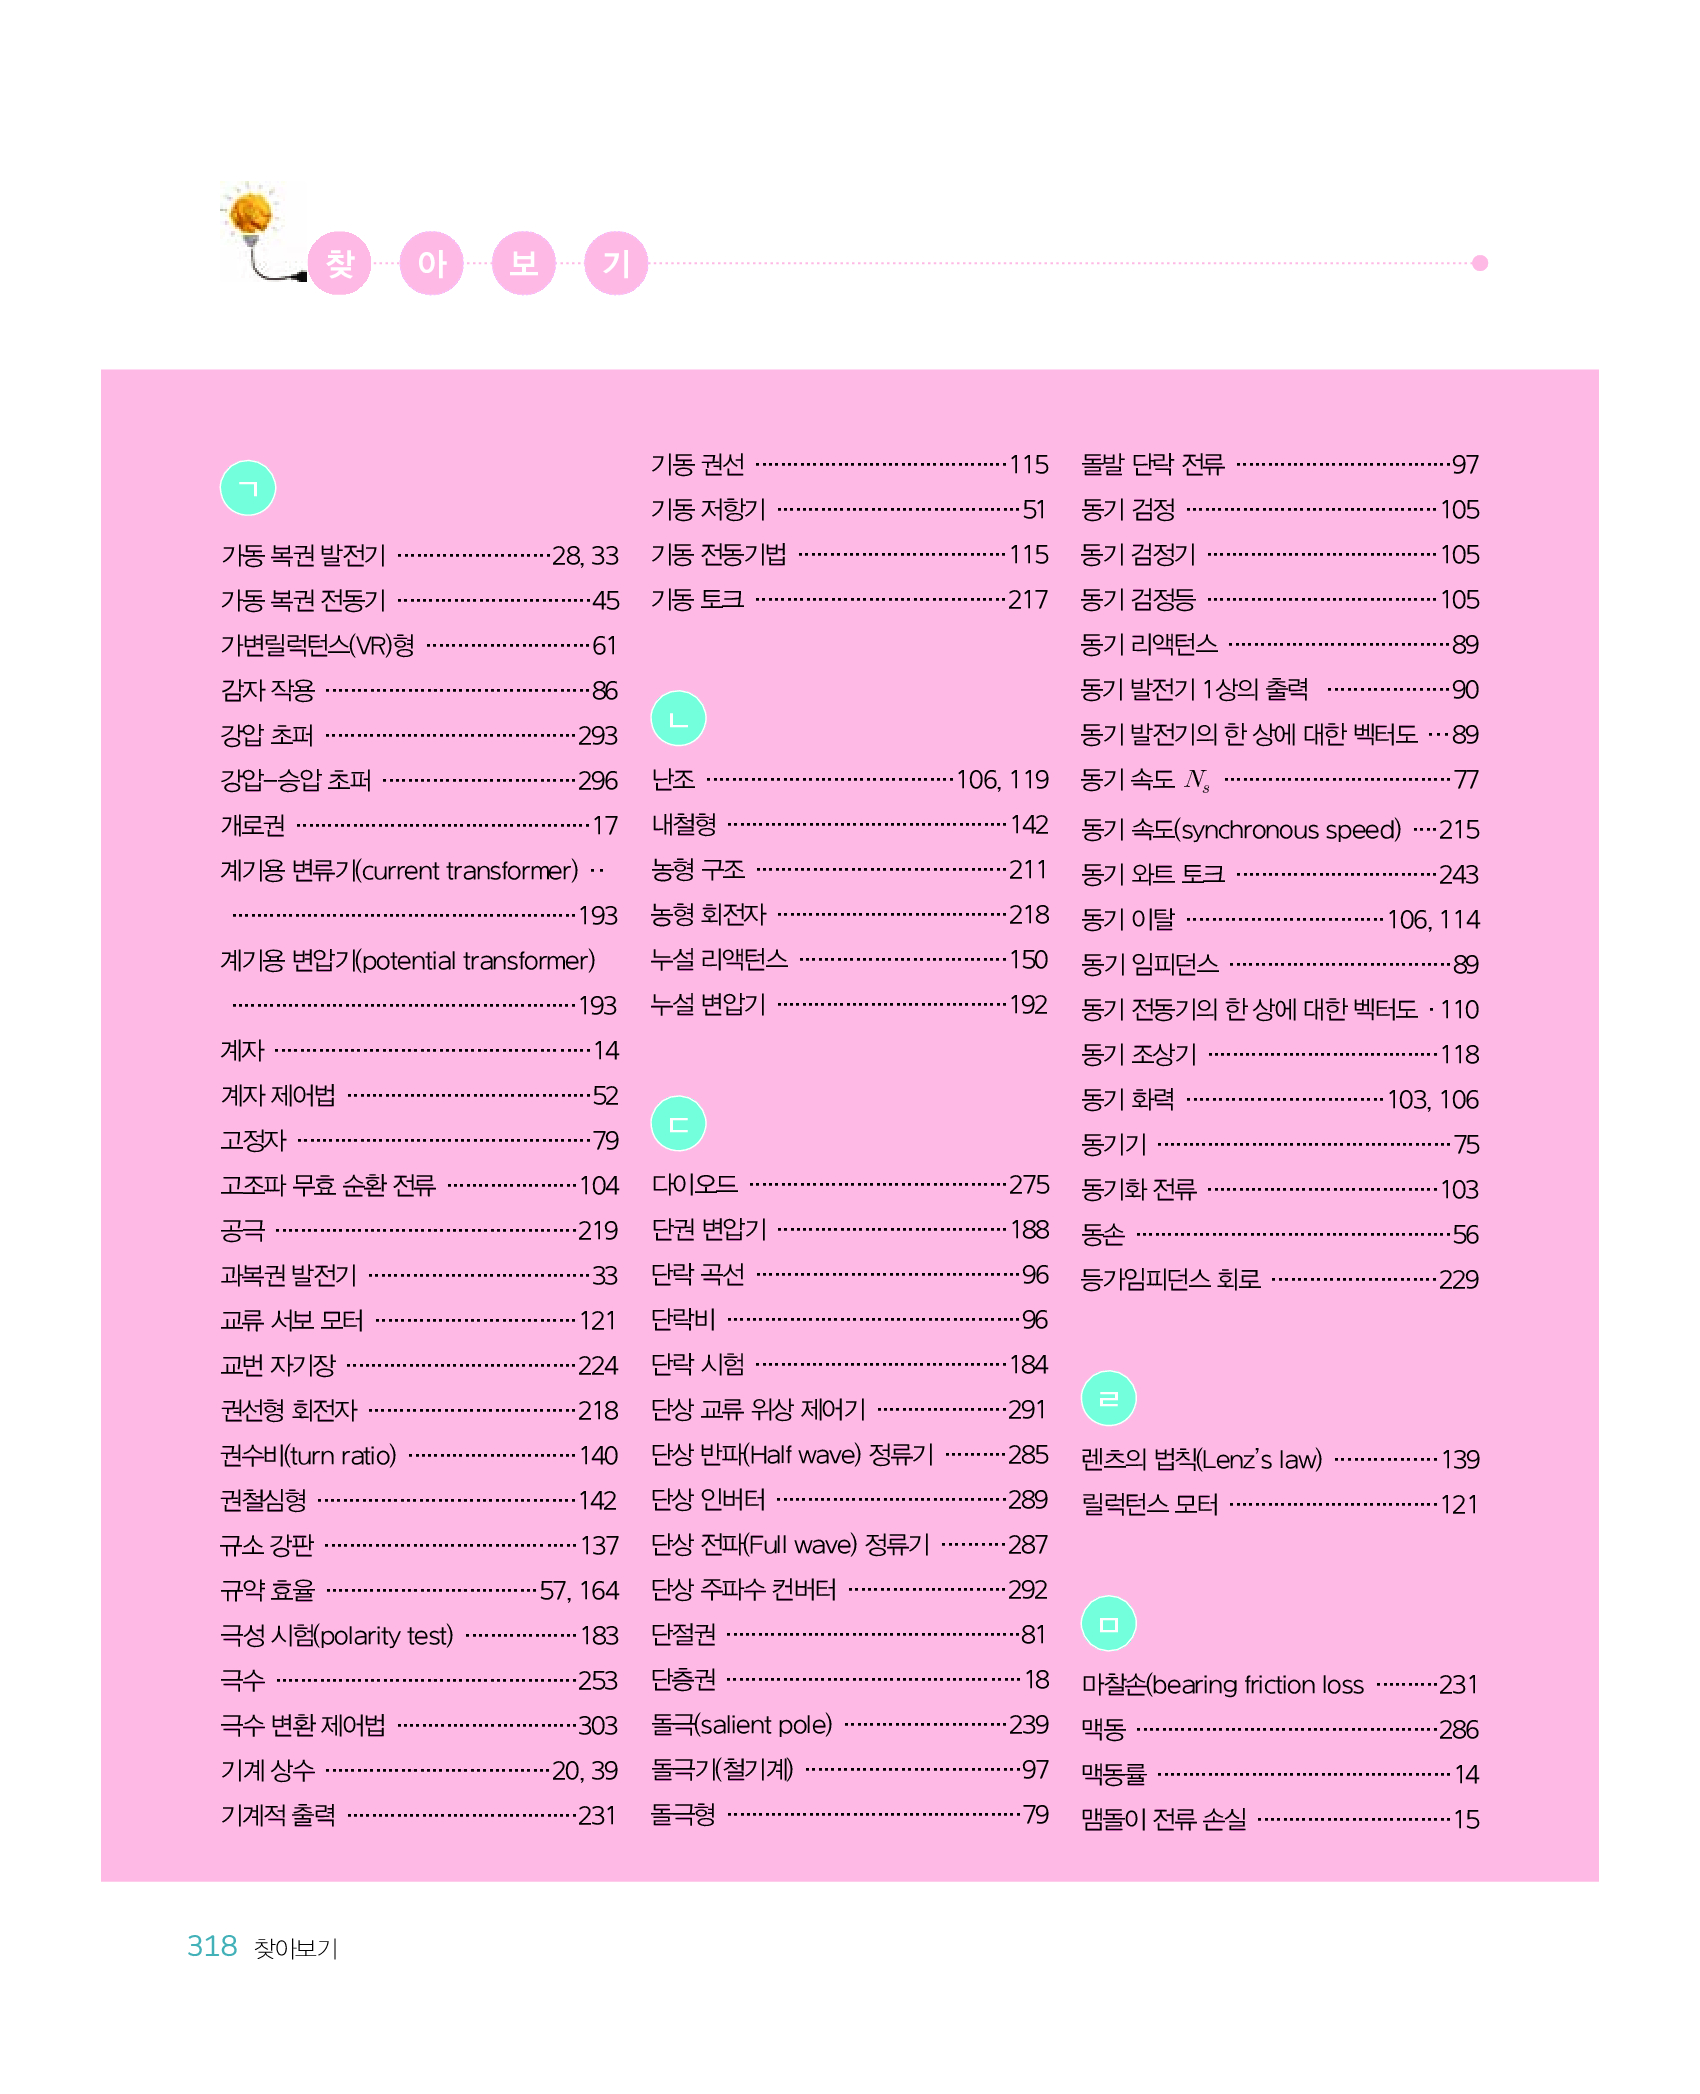 찾아보기
ㄱ
가동 복권 발전기 ······················28, 33
가동 복권 전동기 ···························45
가변릴럭턴스(VR)형 ·······················61
감자 작용 ·····································86
강압 초퍼 ···································293
강압-승압 초퍼 ···························296
개로권 ·········································17
계기용 변류기(current transformer) ··
················································193
계기용 변압기(potential transformer)
················································193
계자 ············································14
계자 제어법 ··································52
고정자 ·········································79
고조파 무효 순환 전류 ··················104
공극 ··········································219
과복권 발전기 ·······························33
교류 서보 모터 ····························121
교번 자기장 ································224
권선형 회전자 ·····························218
권수비(turn ratio) ························140
권철심형 ····································142
규소 강판 ···································137
규약 효율 ······························57, 164
극성 시험(polarity test) ················183
극수 ··········································253
극수 변환 제어법 ·························303
기계 상수 ·······························20, 39
기계적 출력 ································231
기동 권선 ···································115
기동 저항기 ··································51
기동 전동기법 ·····························115
기동 토크 ···································217
ㄴ
난조 ···································106, 119
내철형 ·······································142
농형 구조 ···································211
농형 회전자 ································218
누설 리액턴스 ·····························150
누설 변압기 ································192
ㄷ
다이오드 ····································275
단권 변압기 ································188
단락 곡선 ·····································96
단락비 ·········································96
단락 시험 ···································184
단상 교류 위상 제어기 ··················291
단상 반파(Half wave) 정류기 ·········285
단상 인버터 ································289
단상 전파(Full wave) 정류기 ·········287
단상 주파수 컨버터 ······················292
단절권 ·········································81
단층권 ·········································18
돌극(salient pole) ·······················239
돌극기(철기계) ······························97
돌극형 ·········································79
돌발 단락 전류 ······························97
동기 검정 ···································105
동기 검정기 ································105
동기 검정등 ································105
동기 리액턴스 ·······························89
동기 발전기 1상의 출력 ·················90
동기 발전기의 한 상에 대한 벡터도 ···89
동기 속도 Nₛ ································77
동기 속도(synchronous speed) ····215
동기 와트 토크 ····························243
동기 이탈 ····························106, 114
동기 임피던스 ·······························89
동기 전동기의 한 상에 대한 벡터도 ·110
동기 조상기 ································118
동기 화력 ····························103, 106
동기기 ·········································75
동기화 전류 ································103
동손 ············································56
등가임피던스 회로 ·······················229
ㄹ
렌츠의 법칙(Lenz’s law) ···············139
릴럭턴스 모터 ·····························121
ㅁ
마찰손(bearing friction loss ·········231
맥동 ··········································286
맥동률 ·········································14
맴돌이 전류 손실 ···························15
318 찾아보기